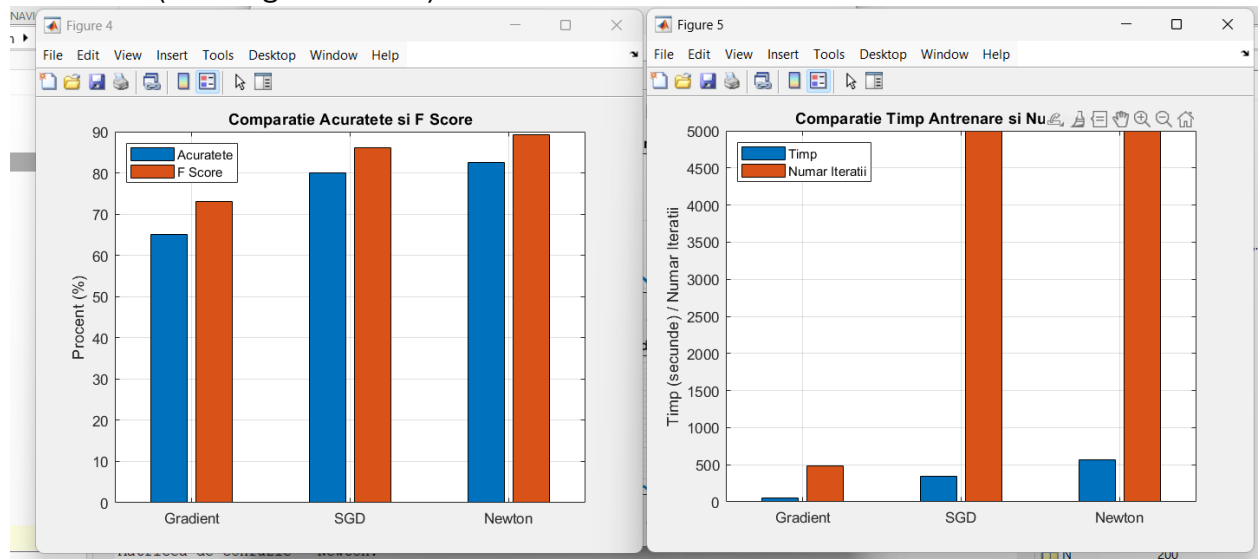 NAVI
Figure 4
File Edit View Insert Tools Desktop Window Help
Comparatie Acuratete si F Score
Acuratete
F Score
Procent (%)
90
80
70
60
50
40
30
20
10
0
Gradient SGD Newton
Figure 5
File Edit View Insert Tools Desktop Window Help
Comparatie Timp Antrenare si Nu
Timp
Numar Iteratii
Timp (secunde) / Numar Iteratii
5000
4500
4000
3500
3000
2500
2000
1500
1000
500
0
Gradient SGD Newton
N 200